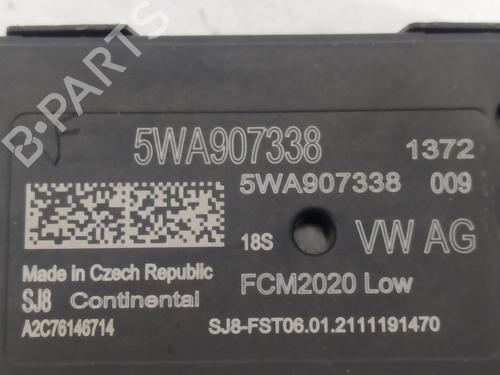 5WA907338 1372
5WA907338 009
18S VW AG
Made in Czech Republic
SJ8 Continental FCM2020 Low
A2C76146714 SJ8-FST06.01.2111191470
B-PARTS